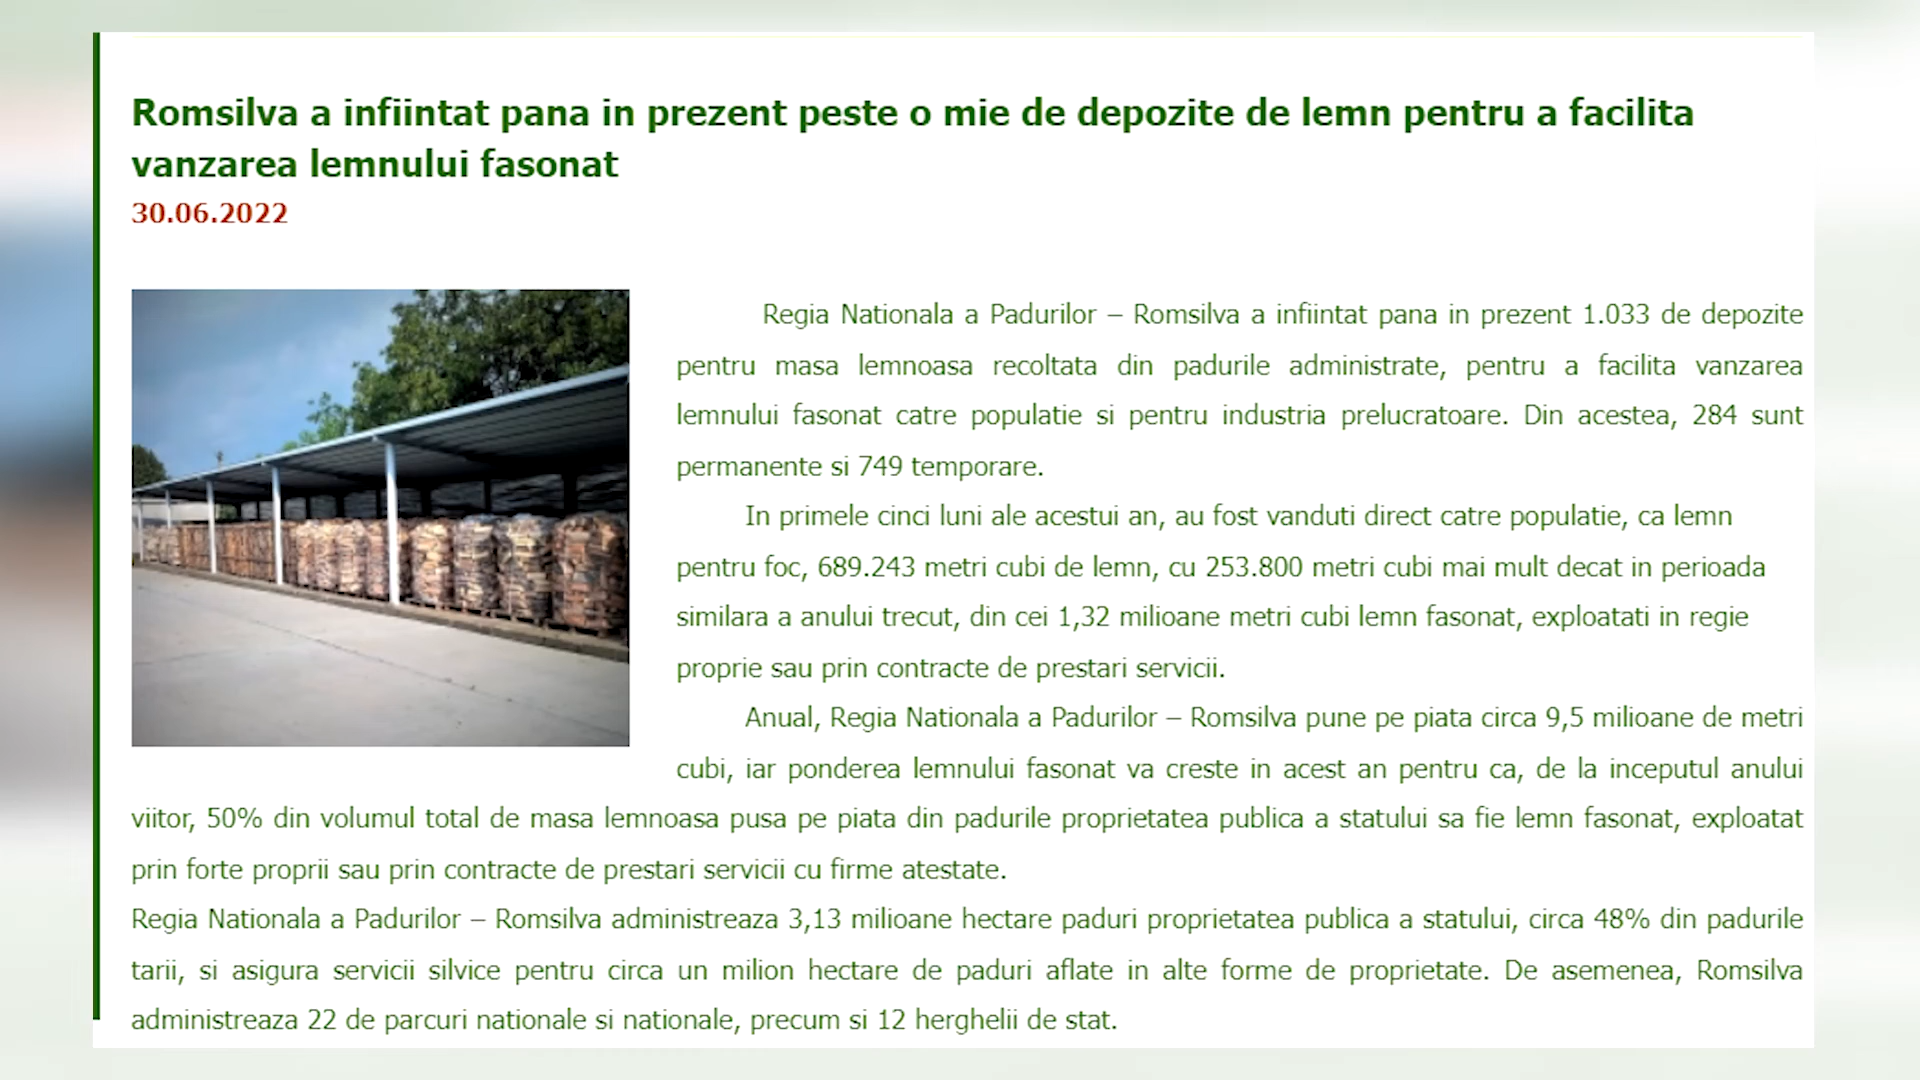 Romsilva a infiintat pana in prezent peste o mie de depozite de lemn pentru a facilita
vanzarea lemnului fasonat
30.06.2022
Regia Nationala a Padurilor – Romsilva a infiintat pana in prezent 1.033 de depozite
pentru masa lemnoasa recoltata din padurile administrate, pentru a facilita vanzarea
lemnului fasonat catre populatie si pentru industria prelucratoare. Din acestea, 284 sunt
permanente si 749 temporare.
In primele cinci luni ale acestui an, au fost vanduti direct catre populatie, ca lemn
pentru foc, 689.243 metri cubi de lemn, cu 253.800 metri cubi mai mult decat in perioada
similara a anului trecut, din cei 1,32 milioane metri cubi lemn fasonat, exploatati in regie
proprie sau prin contracte de prestari servicii.
Anual, Regia Nationala a Padurilor – Romsilva pune pe piata circa 9,5 milioane de metri
cubi, iar ponderea lemnului fasonat va creste in acest an pentru ca, de la inceputul anului
viitor, 50% din volumul total de masa lemnoasa pusa pe piata din padurile proprietatea publica a statului sa fie lemn fasonat, exploatat
prin forte proprii sau prin contracte de prestari servicii cu firme atestate.
Regia Nationala a Padurilor – Romsilva administreaza 3,13 milioane hectare paduri proprietatea publica a statului, circa 48% din padurile
tarii, si asigura servicii silvice pentru circa un milion hectare de paduri aflate in alte forme de proprietate. De asemenea, Romsilva
administreaza 22 de parcuri nationale si nationale, precum si 12 herghelii de stat.